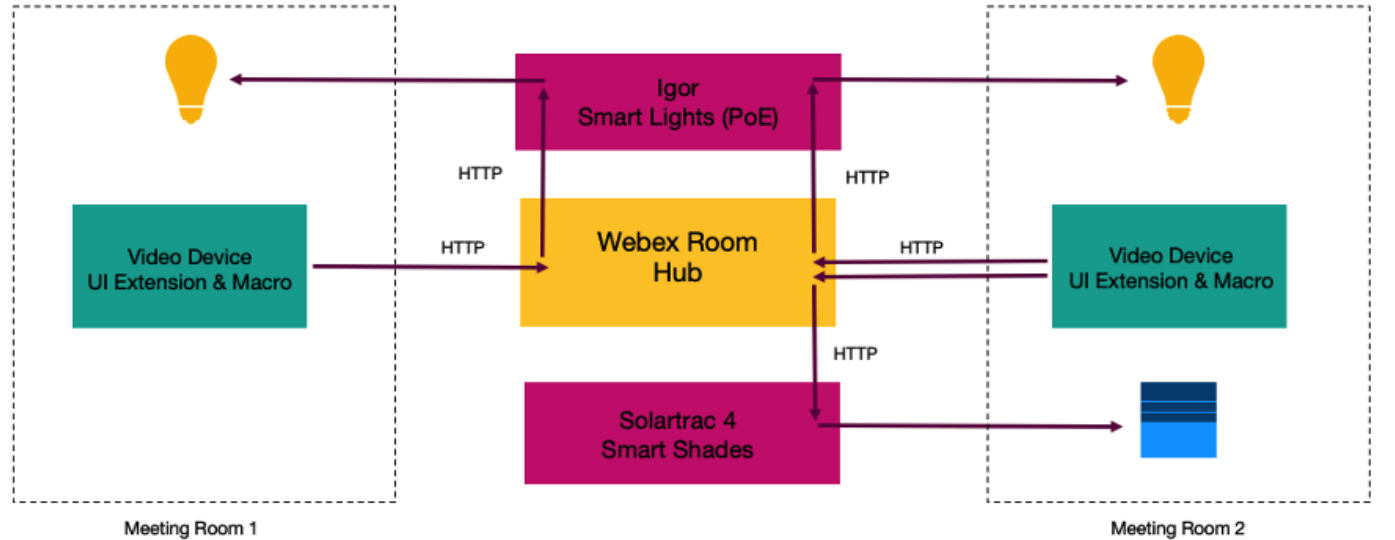 Igor
Smart Lights (PoE)
HTTP
HTTP
Video Device
UI Extension & Macro
HTTP
Webex Room
Hub
HTTP
Video Device
UI Extension & Macro
HTTP
Solartrac 4
Smart Shades
Meeting Room 1
Meeting Room 2